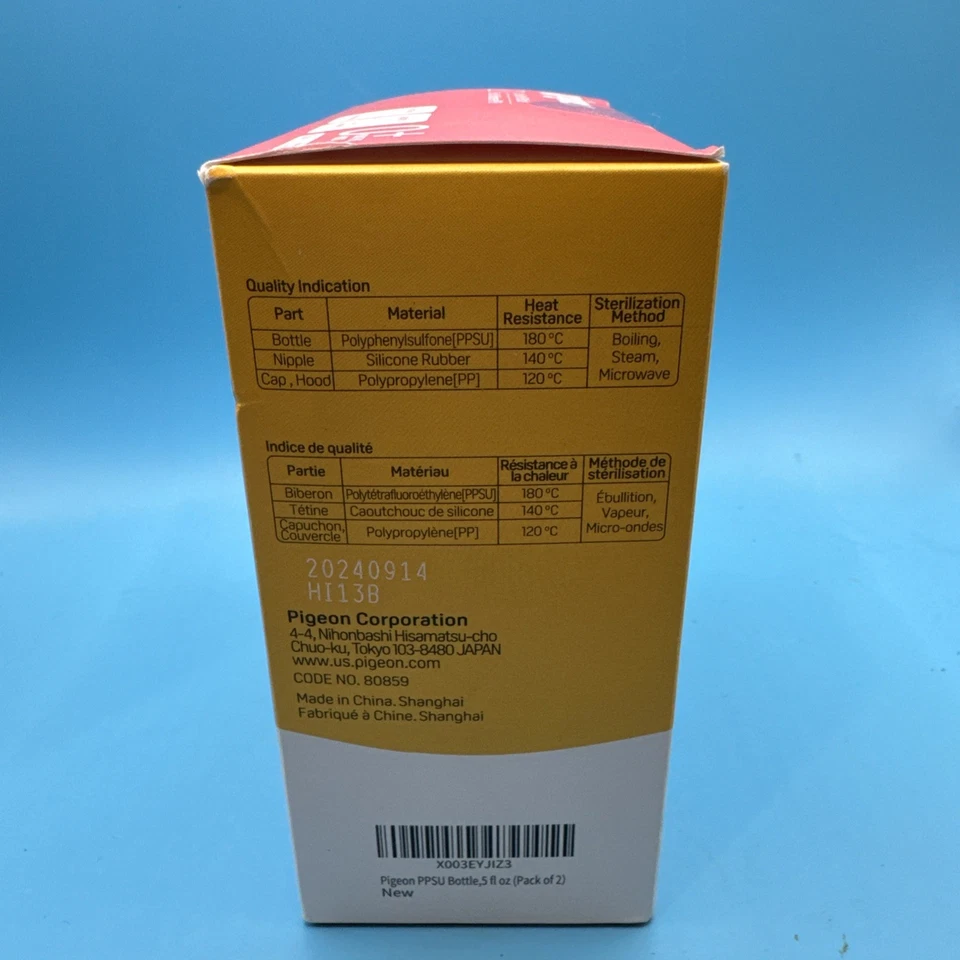 Quality Indication
Part Material Heat Resistance Sterilization Method
Bottle Polyphenylsulfone[PPSU] 180 °C Boiling,
Nipple Silicone Rubber 140 °C Steam,
Cap , Hood Polypropylene[PP] 120 °C Microwave
Indice de qualité
Partie Matériau Résistance à la chaleur Méthode de stérilisation
Biberon Polytétrafluoroéthylène[PPSU] 180 °C Ébullition,
Tétine Caoutchouc de silicone 140 °C Vapeur,
Capuchon, Couvercle Polypropylène[PP] 120 °C Micro-ondes
20240914
HI13B
Pigeon Corporation
4-4, Nihonbashi Hisamatsu-cho
Chuo-ku, Tokyo 103-8480 JAPAN
www.us.pigeon.com
CODE NO. 80859
Made in China. Shanghai
Fabriqué à Chine. Shanghai
X003EYJIZ3
Pigeon PPSU Bottle,5 fl oz (Pack of 2)
New